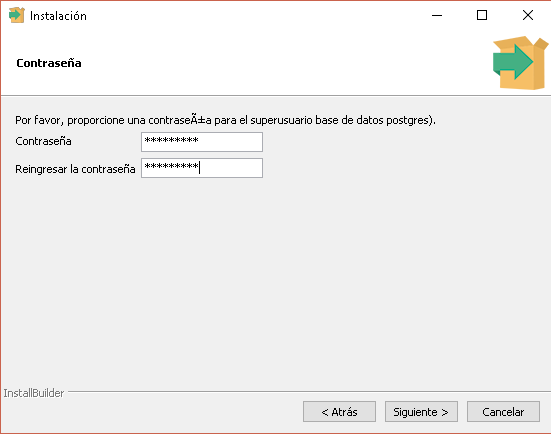 Instalación
Contraseña
Por favor, proporcione una contraseÃ±a para el superusuario base de datos postgres).
Contraseña *********
Reingresar la contraseña *********
InstallBuilder
< Atrás Siguiente > Cancelar